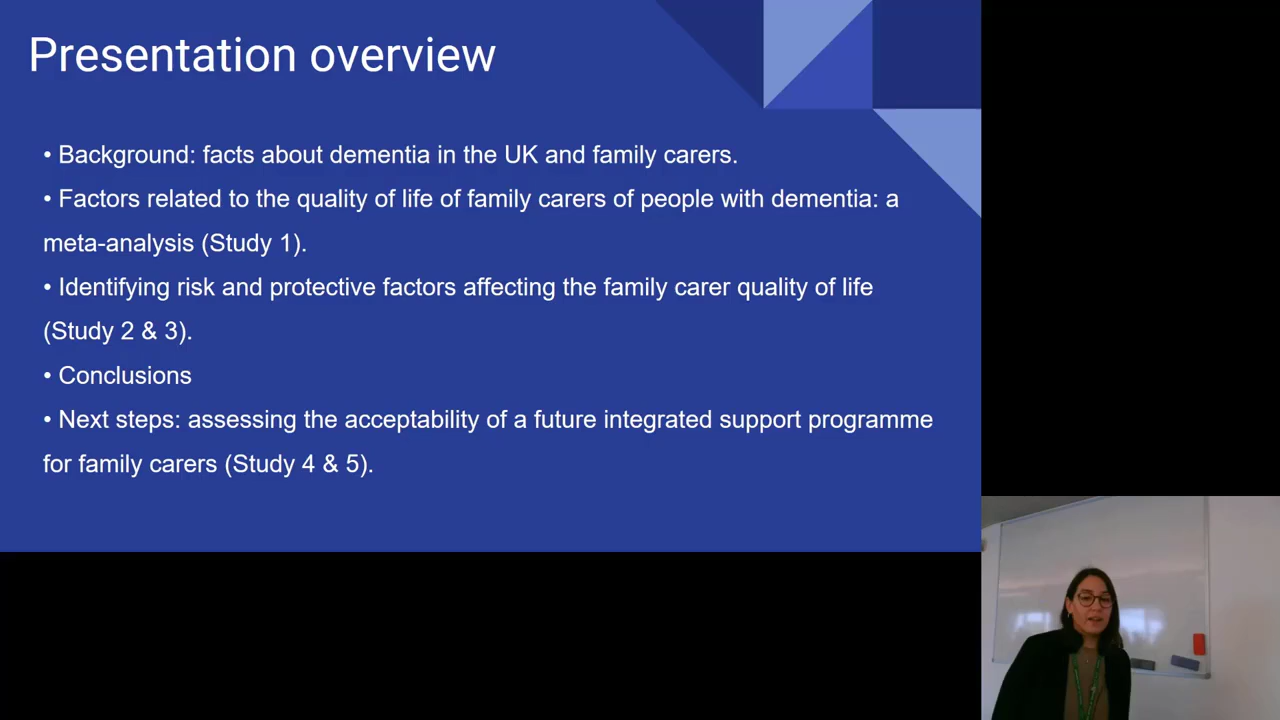 Presentation overview
• Background: facts about dementia in the UK and family carers.
• Factors related to the quality of life of family carers of people with dementia: a
meta-analysis (Study 1).
• Identifying risk and protective factors affecting the family carer quality of life
(Study 2 & 3).
• Conclusions
• Next steps: assessing the acceptability of a future integrated support programme
for family carers (Study 4 & 5).